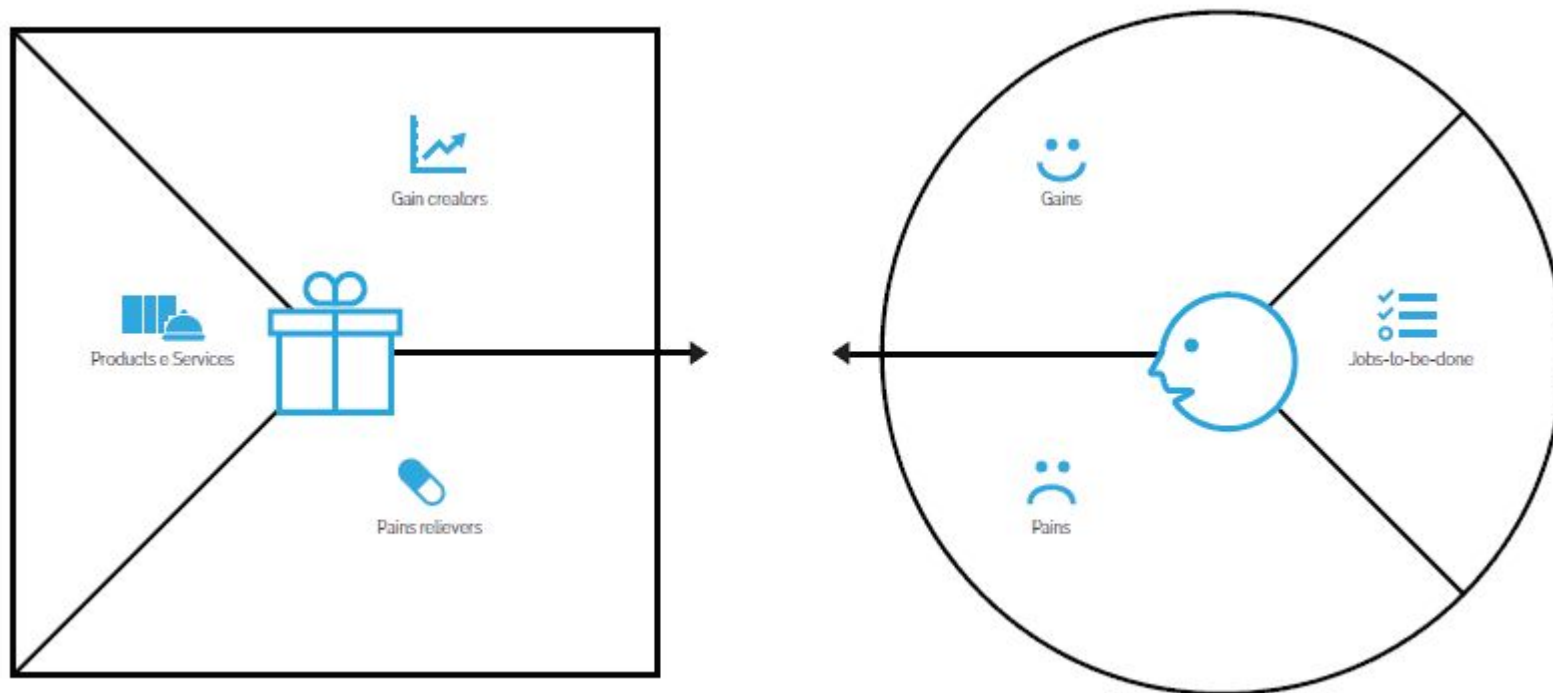 Gain creators
Products e Services
Pains relievers
Gains
Jobs-to-be-done
Pains